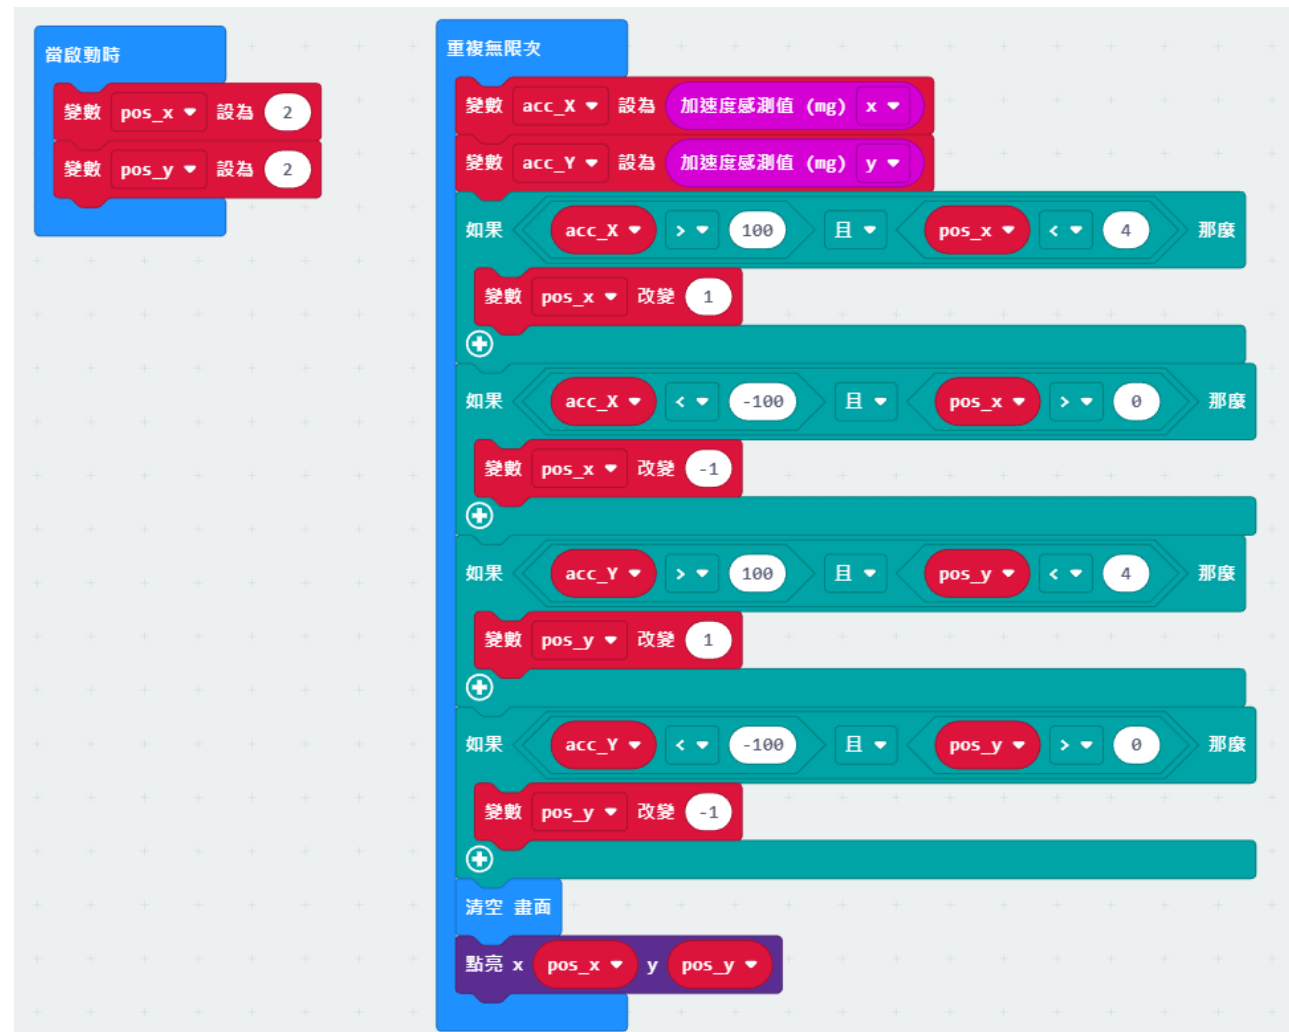 當啟動時
變數 pos_x 設為 2
變數 pos_y 設為 2
重複無限次
變數 acc_X 設為 加速度感測值 (mg) x
變數 acc_Y 設為 加速度感測值 (mg) y
如果 acc_X > 100 且 pos_x < 4 那麼
變數 pos_x 改變 1
如果 acc_X < -100 且 pos_x > 0 那麼
變數 pos_x 改變 -1
如果 acc_Y > 100 且 pos_y < 4 那麼
變數 pos_y 改變 1
如果 acc_Y < -100 且 pos_y > 0 那麼
變數 pos_y 改變 -1
清空 畫面
點亮 x pos_x y pos_y